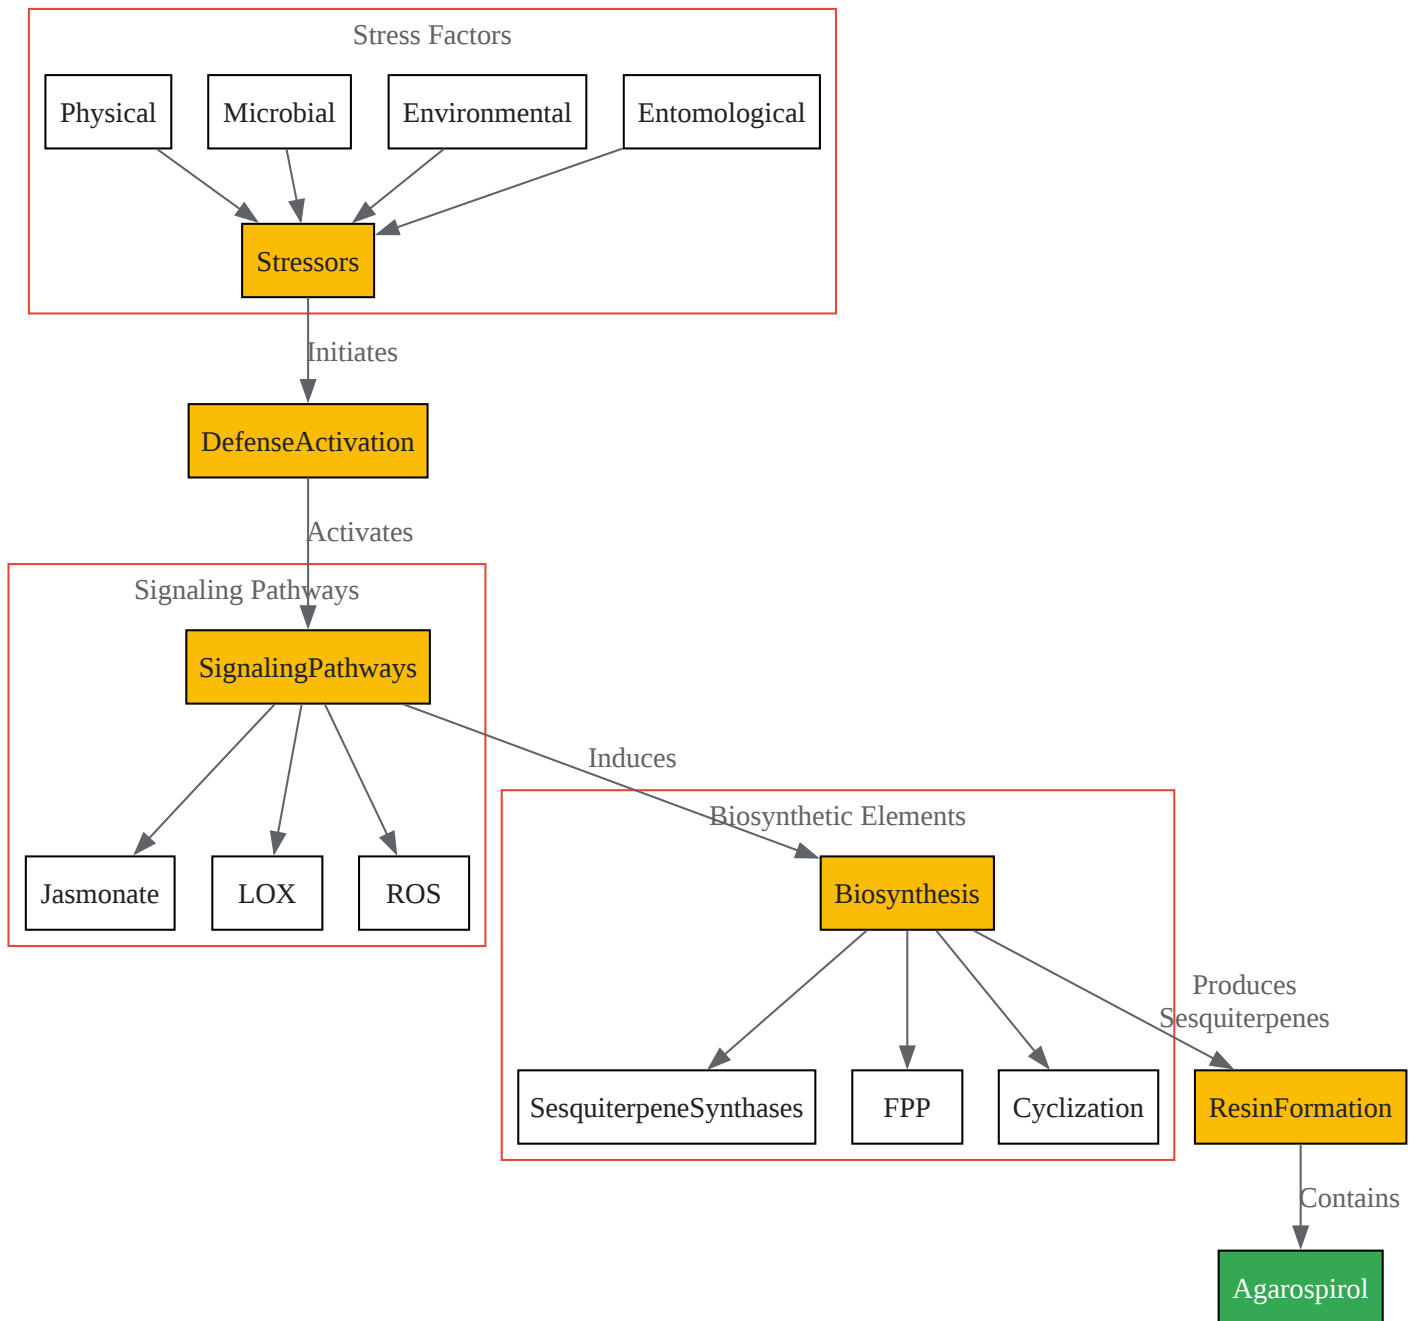 Stress Factors
Physical
Microbial
Environmental
Entomological
Stressors
Initiates
DefenseActivation
Activates
Signaling Pathways
SignalingPathways
Induces
Biosynthetic Elements
Jasmonate
LOX
ROS
Biosynthesis
Produces
Sesquiterpenes
SesquiterpeneSynthases
FPP
Cyclization
ResinFormation
Contains
Agarospirol